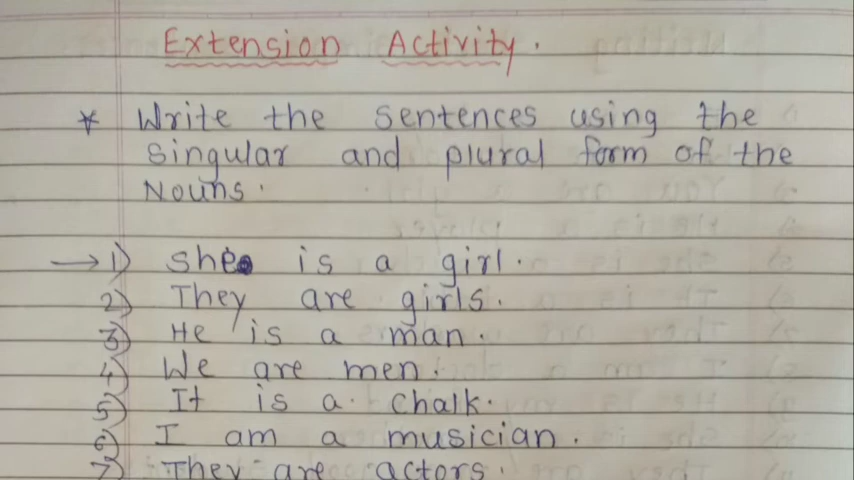 Extension Activity.
* Write the sentences using the
singular and plural form of the
Nouns.
→ 1) She is a girl.
2) They are girls.
3) He is a man.
4) We are men.
5) It is a chalk.
6) I am a musician.
7) They are actors.